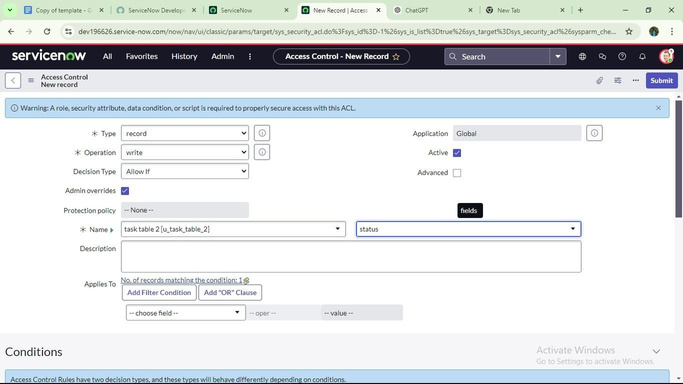 Copy of template - G
ServiceNow Develop
ServiceNow
New Record | Access
ChatGPT
New Tab
dev196626.service-now.com/now/nav/ui/classic/params/target/sys_security_acl.do%3Fsys_id%3D-1%26sys_is_list%3Dtrue%26sys_target%3Dsys_security_acl%26sysparm_che...
servicenow All Favorites History Admin Access Control - New Record Search
Access Control
New record
Submit
Warning: A role, security attribute, data condition, or script is required to properly secure access with this ACL.
Type record Application Global
Operation write Active
Decision Type Allow If Advanced
Admin overrides
Protection policy -- None -- fields
Name task table 2 [u_task_table_2] status
Description
Applies To No. of records matching the condition: 1
Add Filter Condition Add "OR" Clause
-- choose field -- -- oper -- -- value --
Conditions
Activate Windows
Go to Settings to activate Windows.
Access Control Rules have two decision types, and these types will behave differently depending on conditions.